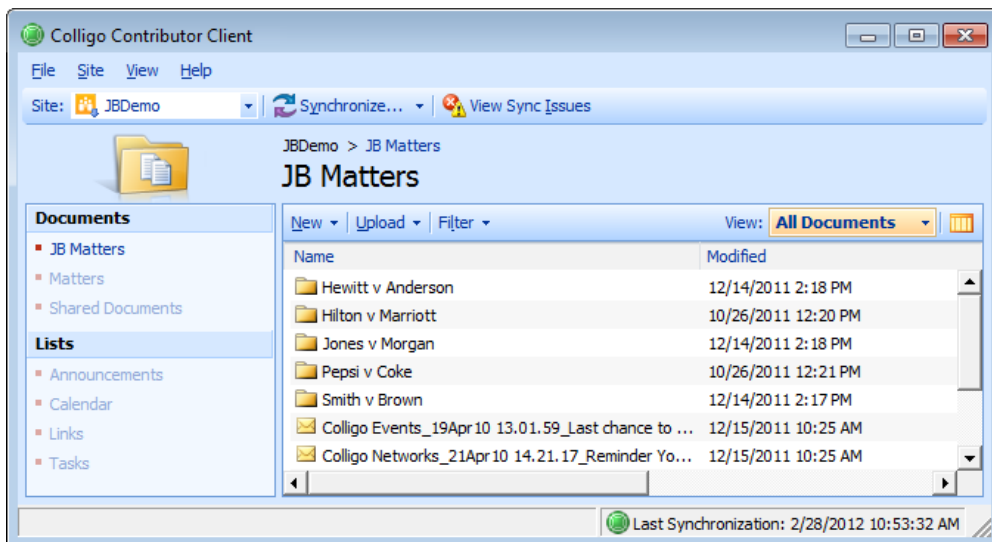 Colligo Contributor Client
File Site View Help
Site: JBDemo Synchronize... View Sync Issues
JBDemo > JB Matters
JB Matters
Documents
JB Matters
Matters
Shared Documents
Lists
Announcements
Calendar
Links
Tasks
New Upload Filter View: All Documents
Name Modified
Hewitt v Anderson 12/14/2011 2:18 PM
Hilton v Marriott 10/26/2011 12:20 PM
Jones v Morgan 12/14/2011 2:18 PM
Pepsi v Coke 10/26/2011 12:21 PM
Smith v Brown 12/14/2011 2:17 PM
Colligo Events_19Apr10 13.01.59_Last chance to ... 12/15/2011 10:25 AM
Colligo Networks_21Apr10 14.21.17_Reminder Yo... 12/15/2011 10:25 AM
Last Synchronization: 2/28/2012 10:53:32 AM